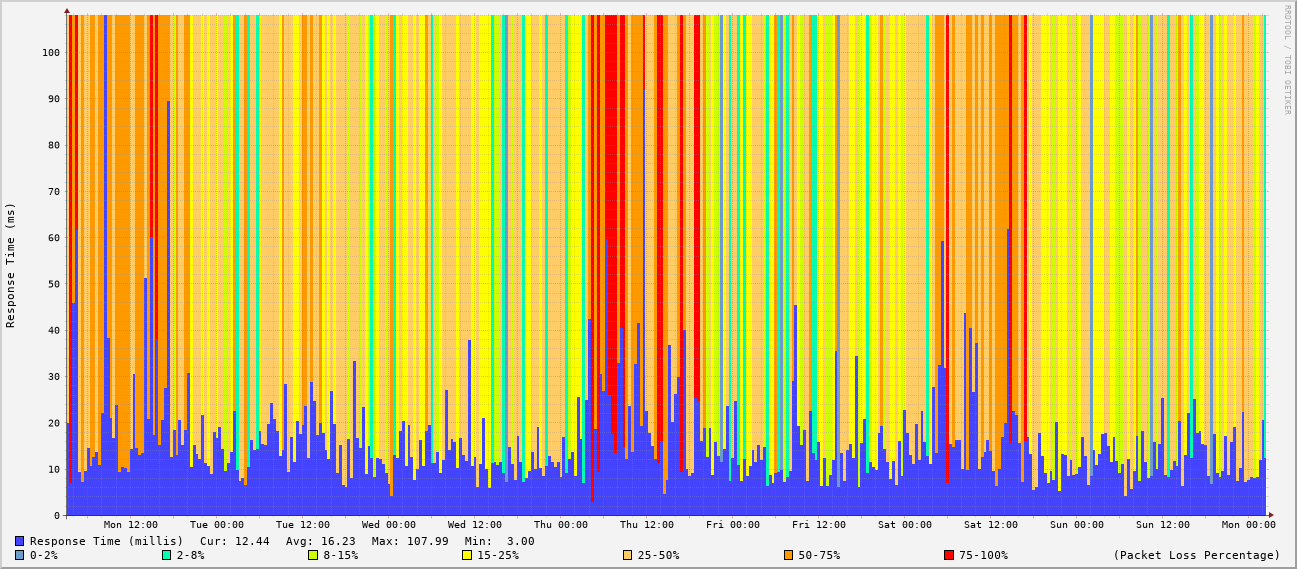 RRDTOOL / TOBI OETIKER
Response Time (ms)
100
90
80
70
60
50
40
30
20
10
0
Mon 12:00 Tue 00:00 Tue 12:00 Wed 00:00 Wed 12:00 Thu 00:00 Thu 12:00 Fri 00:00 Fri 12:00 Sat 00:00 Sat 12:00 Sun 00:00 Sun 12:00 Mon 00:00
Response Time (millis) Cur: 12.44 Avg: 16.23 Max: 107.99 Min: 3.00
0-2% 2-8% 8-15% 15-25% 25-50% 50-75% 75-100% (Packet Loss Percentage)